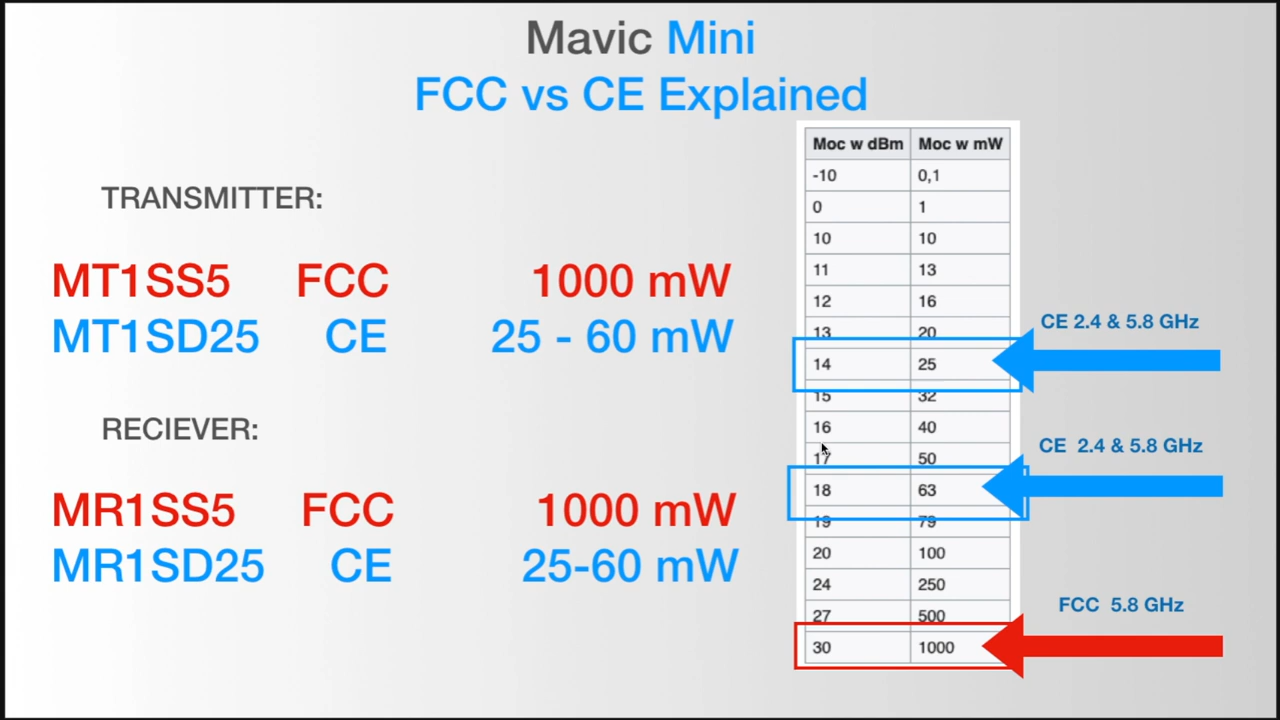 Mavic Mini
FCC vs CE Explained
TRANSMITTER:
MT1SS5 FCC 1000 mW
MT1SD25 CE 25 - 60 mW
RECIEVER:
MR1SS5 FCC 1000 mW
MR1SD25 CE 25-60 mW
Moc w dBm Moc w mW
-10 0,1
0 1
10 10
11 13
12 16
13 20
14 25
15 32
16 40
17 50
18 63
19 79
20 100
24 250
27 500
30 1000
CE 2.4 & 5.8 GHz
CE 2.4 & 5.8 GHz
FCC 5.8 GHz